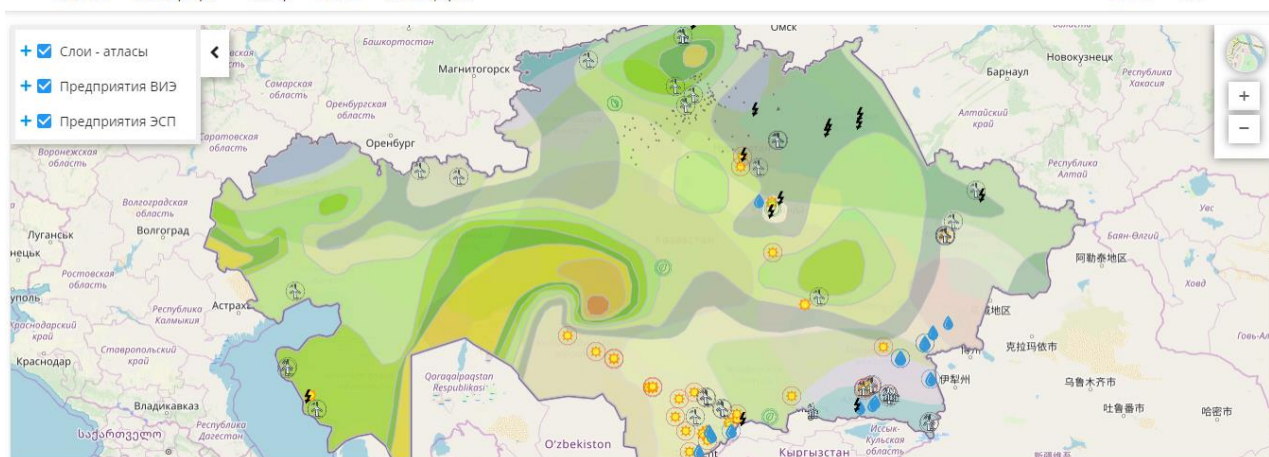 Слои - атласы
Предприятия ВИЭ
Предприятия ЭСП
Омск
область
Башкортостан
Магнитогорск
Новокузнецк
Барнаул
Республика
Хакасия
Самарская
область
Оренбургская
область
Алтайский
край
Саратовская
область
Оренбург
Воронежская
область
Республика
Алтай
Волгоградская
область
Волгоград
Луганськ
Увс
Баян-Өлгий
阿勒泰地区
Ростовская
область
Ховд
Республика
Калмыкия
Краснодарский
край
Ставропольский
край
Говь-Ал
克拉玛依市
Краснодар
Qaraqalpaqstan
Respublikasi
伊犁州
乌鲁木齐市
吐鲁番市
哈密市
Владикавказ
Республика
Дагестан
საქართველო
O'zbekiston
Кыргызстан
Иссык-
Кульская
область